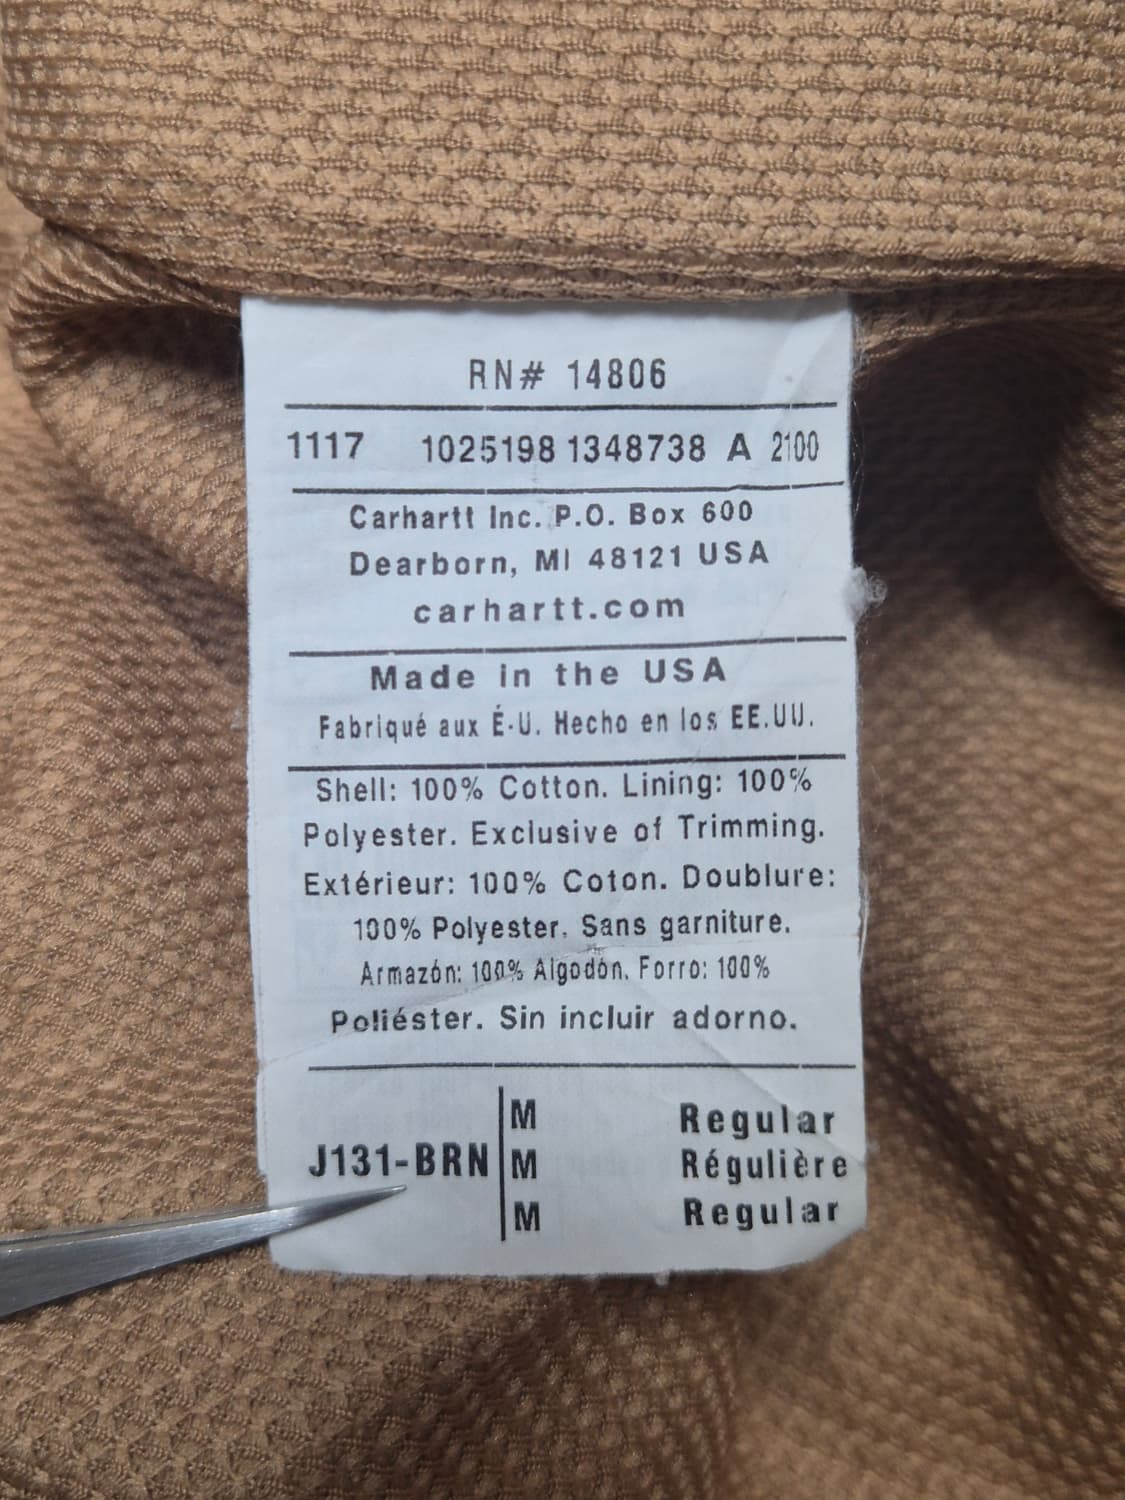 RN# 14806
1117 1025198 1348738 A 2100
Carhartt Inc. P.O. Box 600
Dearborn, MI 48121 USA
carhartt.com
Made in the USA
Fabriqué aux É-U. Hecho en los EE.UU.
Shell: 100% Cotton. Lining: 100%
Polyester. Exclusive of Trimming.
Extérieur: 100% Coton. Doublure:
100% Polyester. Sans garniture.
Armazón: 100% Algodón. Forro: 100%
Poliéster. Sin incluir adorno.
M Regular
J131-BRN M Régulière
M Regular